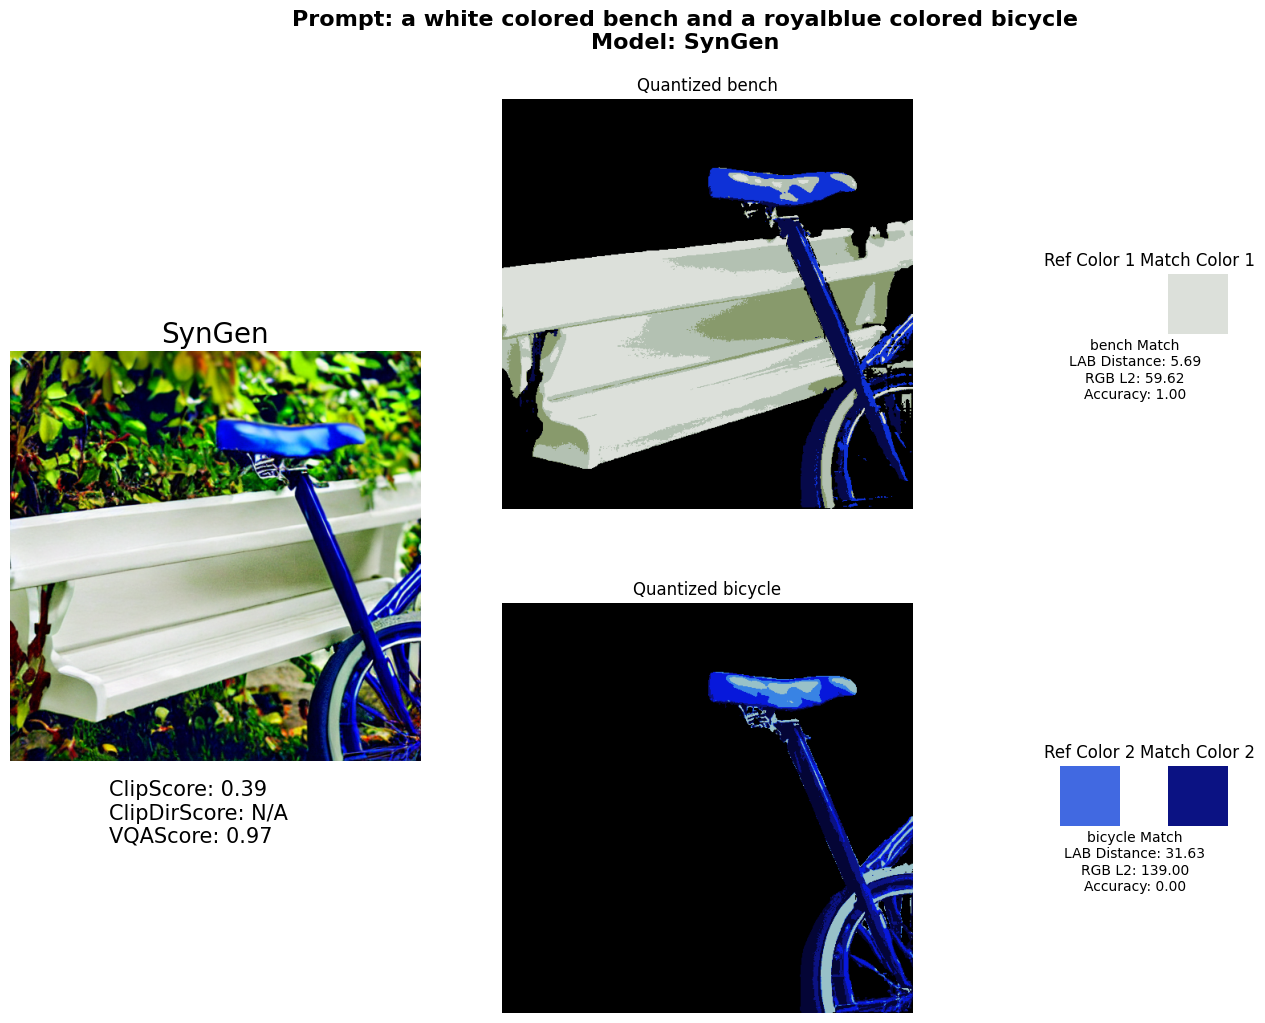 Prompt: a white colored bench and a royalblue colored bicycle
Model: SynGen
Quantized bench
Ref Color 1 Match Color 1
bench Match
LAB Distance: 5.69
RGB L2: 59.62
Accuracy: 1.00
SynGen
ClipScore: 0.39
ClipDirScore: N/A
VQAScore: 0.97
Quantized bicycle
Ref Color 2 Match Color 2
bicycle Match
LAB Distance: 31.63
RGB L2: 139.00
Accuracy: 0.00